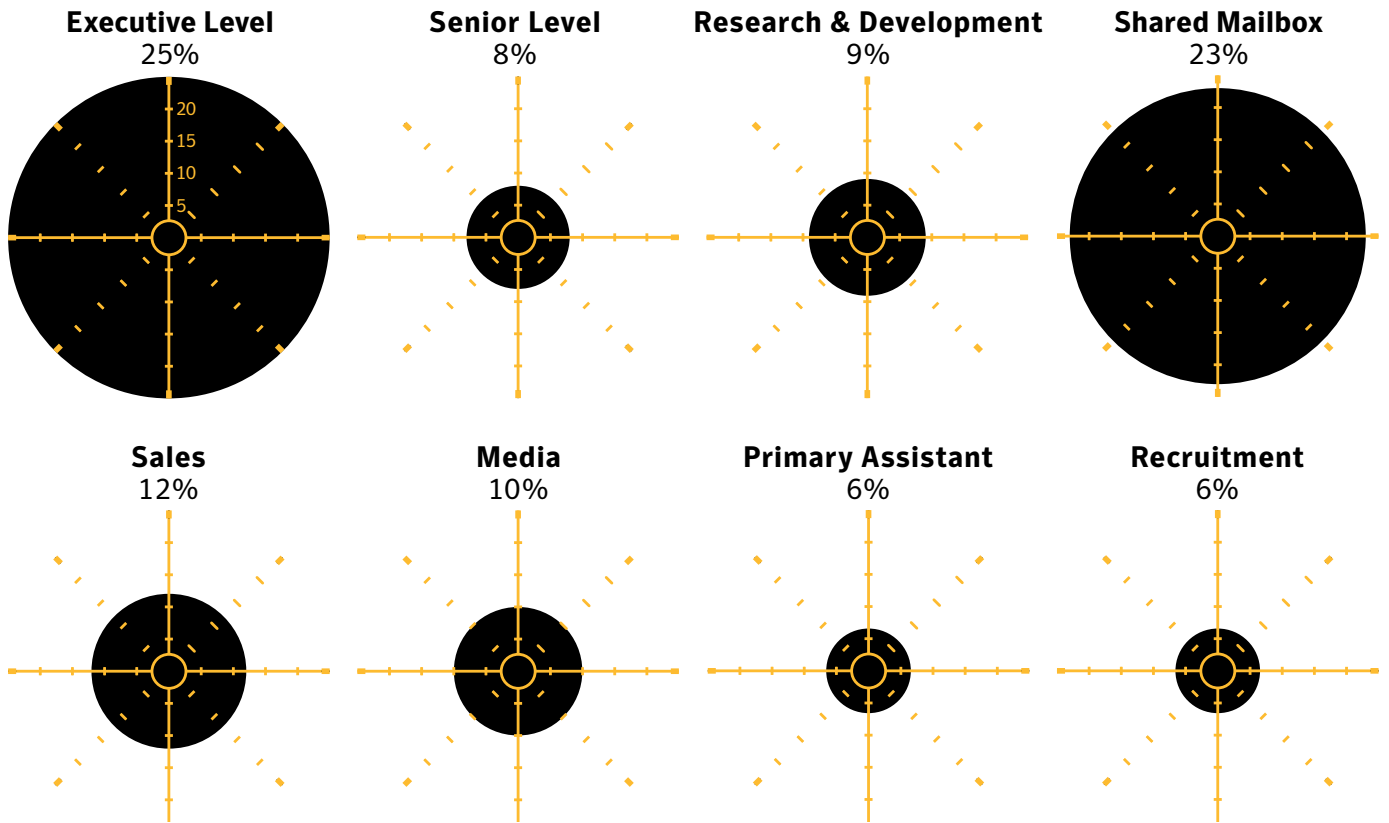 Executive Level
25%
20
15
10
5
Senior Level
8%
Research & Development
9%
Shared Mailbox
23%
Sales
12%
Media
10%
Primary Assistant
6%
Recruitment
6%